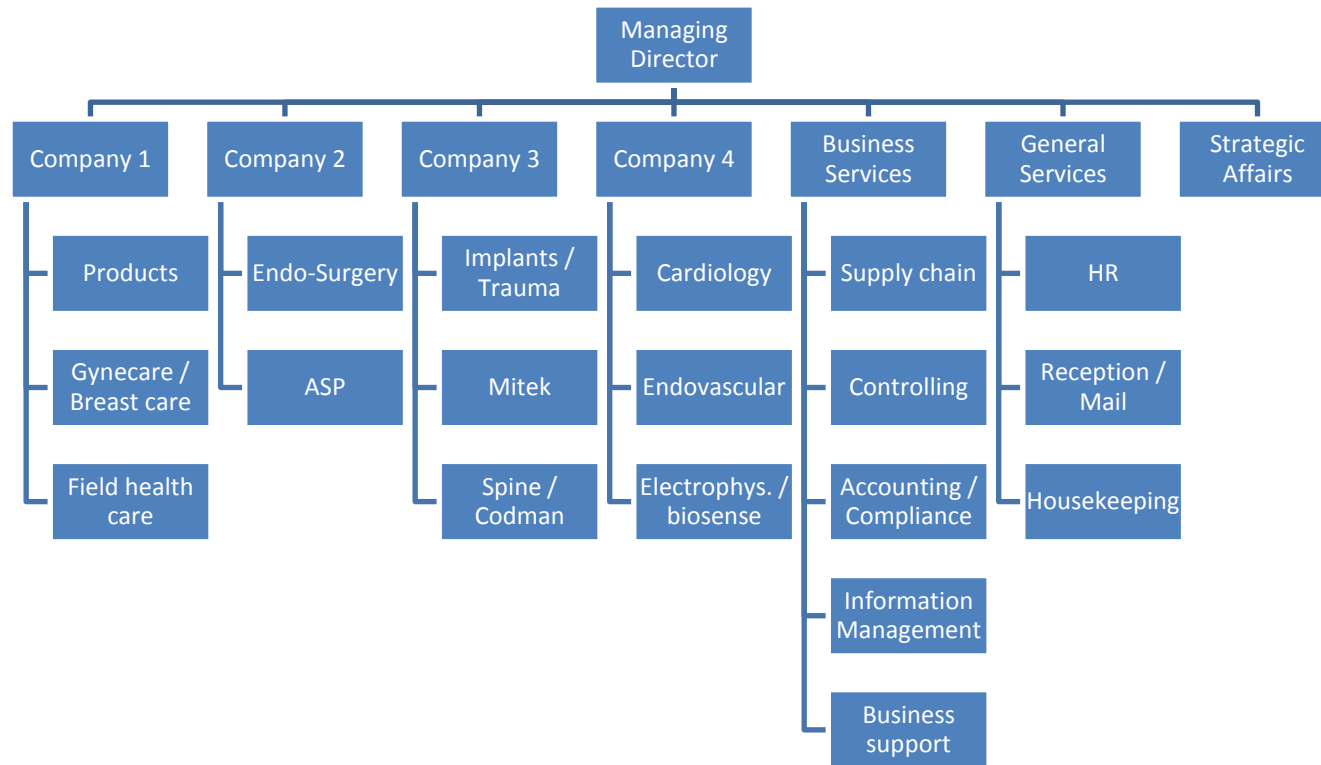 Managing
Director
Company 1
Company 2
Company 3
Company 4
Business
Services
General
Services
Strategic
Affairs
Products
Endo-Surgery
Implants /
Trauma
Cardiology
Supply chain
HR
Gynecare /
Breast care
ASP
Mitek
Endovascular
Controlling
Reception /
Mail
Field health
care
Spine /
Codman
Electrophys. /
biosense
Accounting /
Compliance
Housekeeping
Information
Management
Business
support